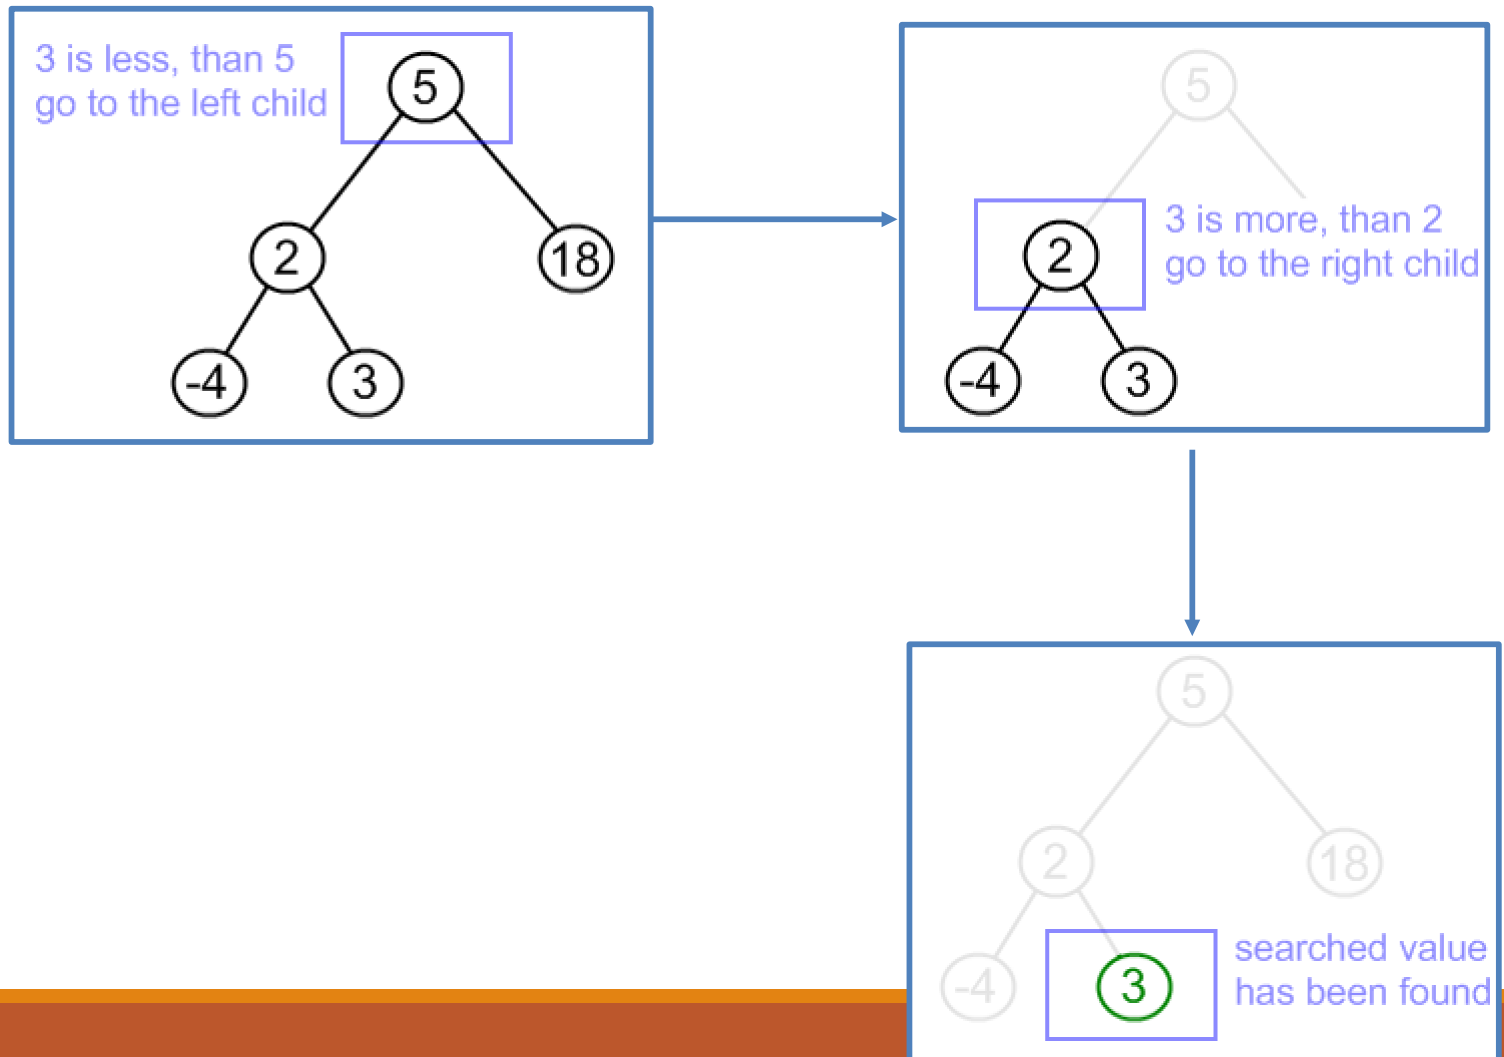 3 is less, than 5
go to the left child
5
2
18
-4
3
5
2
3 is more, than 2
go to the right child
-4
3
5
2
18
-4
3
searched value
has been found